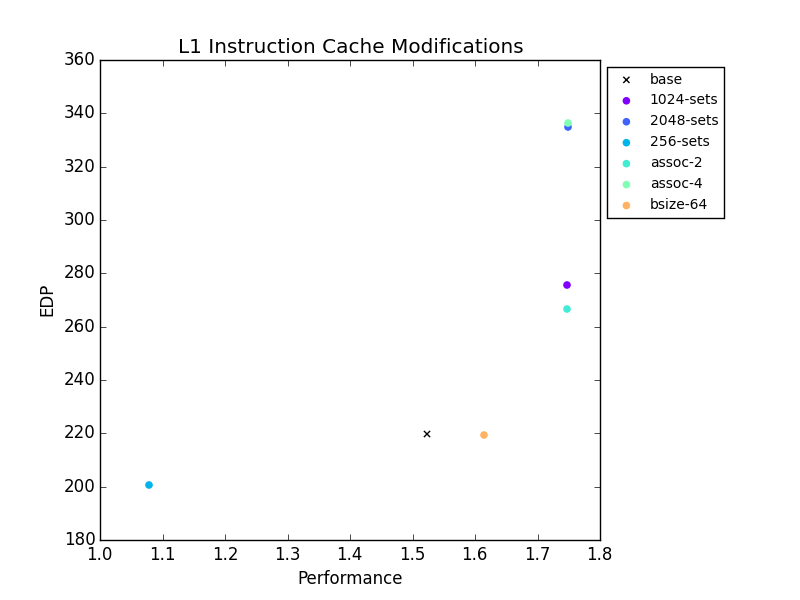 L1 Instruction Cache Modifications
360
340
320
300
280
260
240
220
200
180
EDP
1.0 1.1 1.2 1.3 1.4 1.5 1.6 1.7 1.8
Performance
base
1024-sets
2048-sets
256-sets
assoc-2
assoc-4
bsize-64